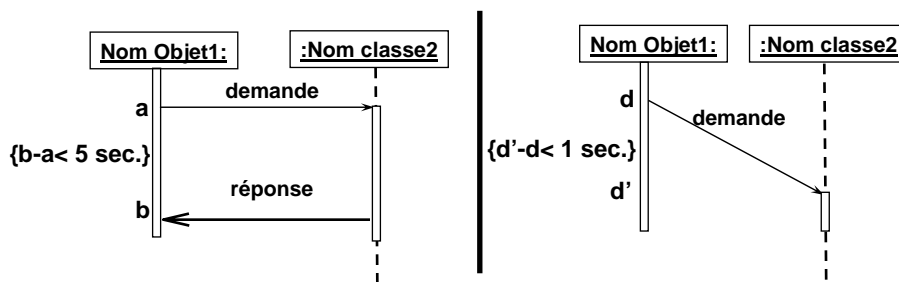 Nom Objet1:
:Nom classe2
demande
a
{b-a< 5 sec.}
réponse
b
Nom Objet1:
:Nom classe2
d
demande
{d’-d< 1 sec.}
d’